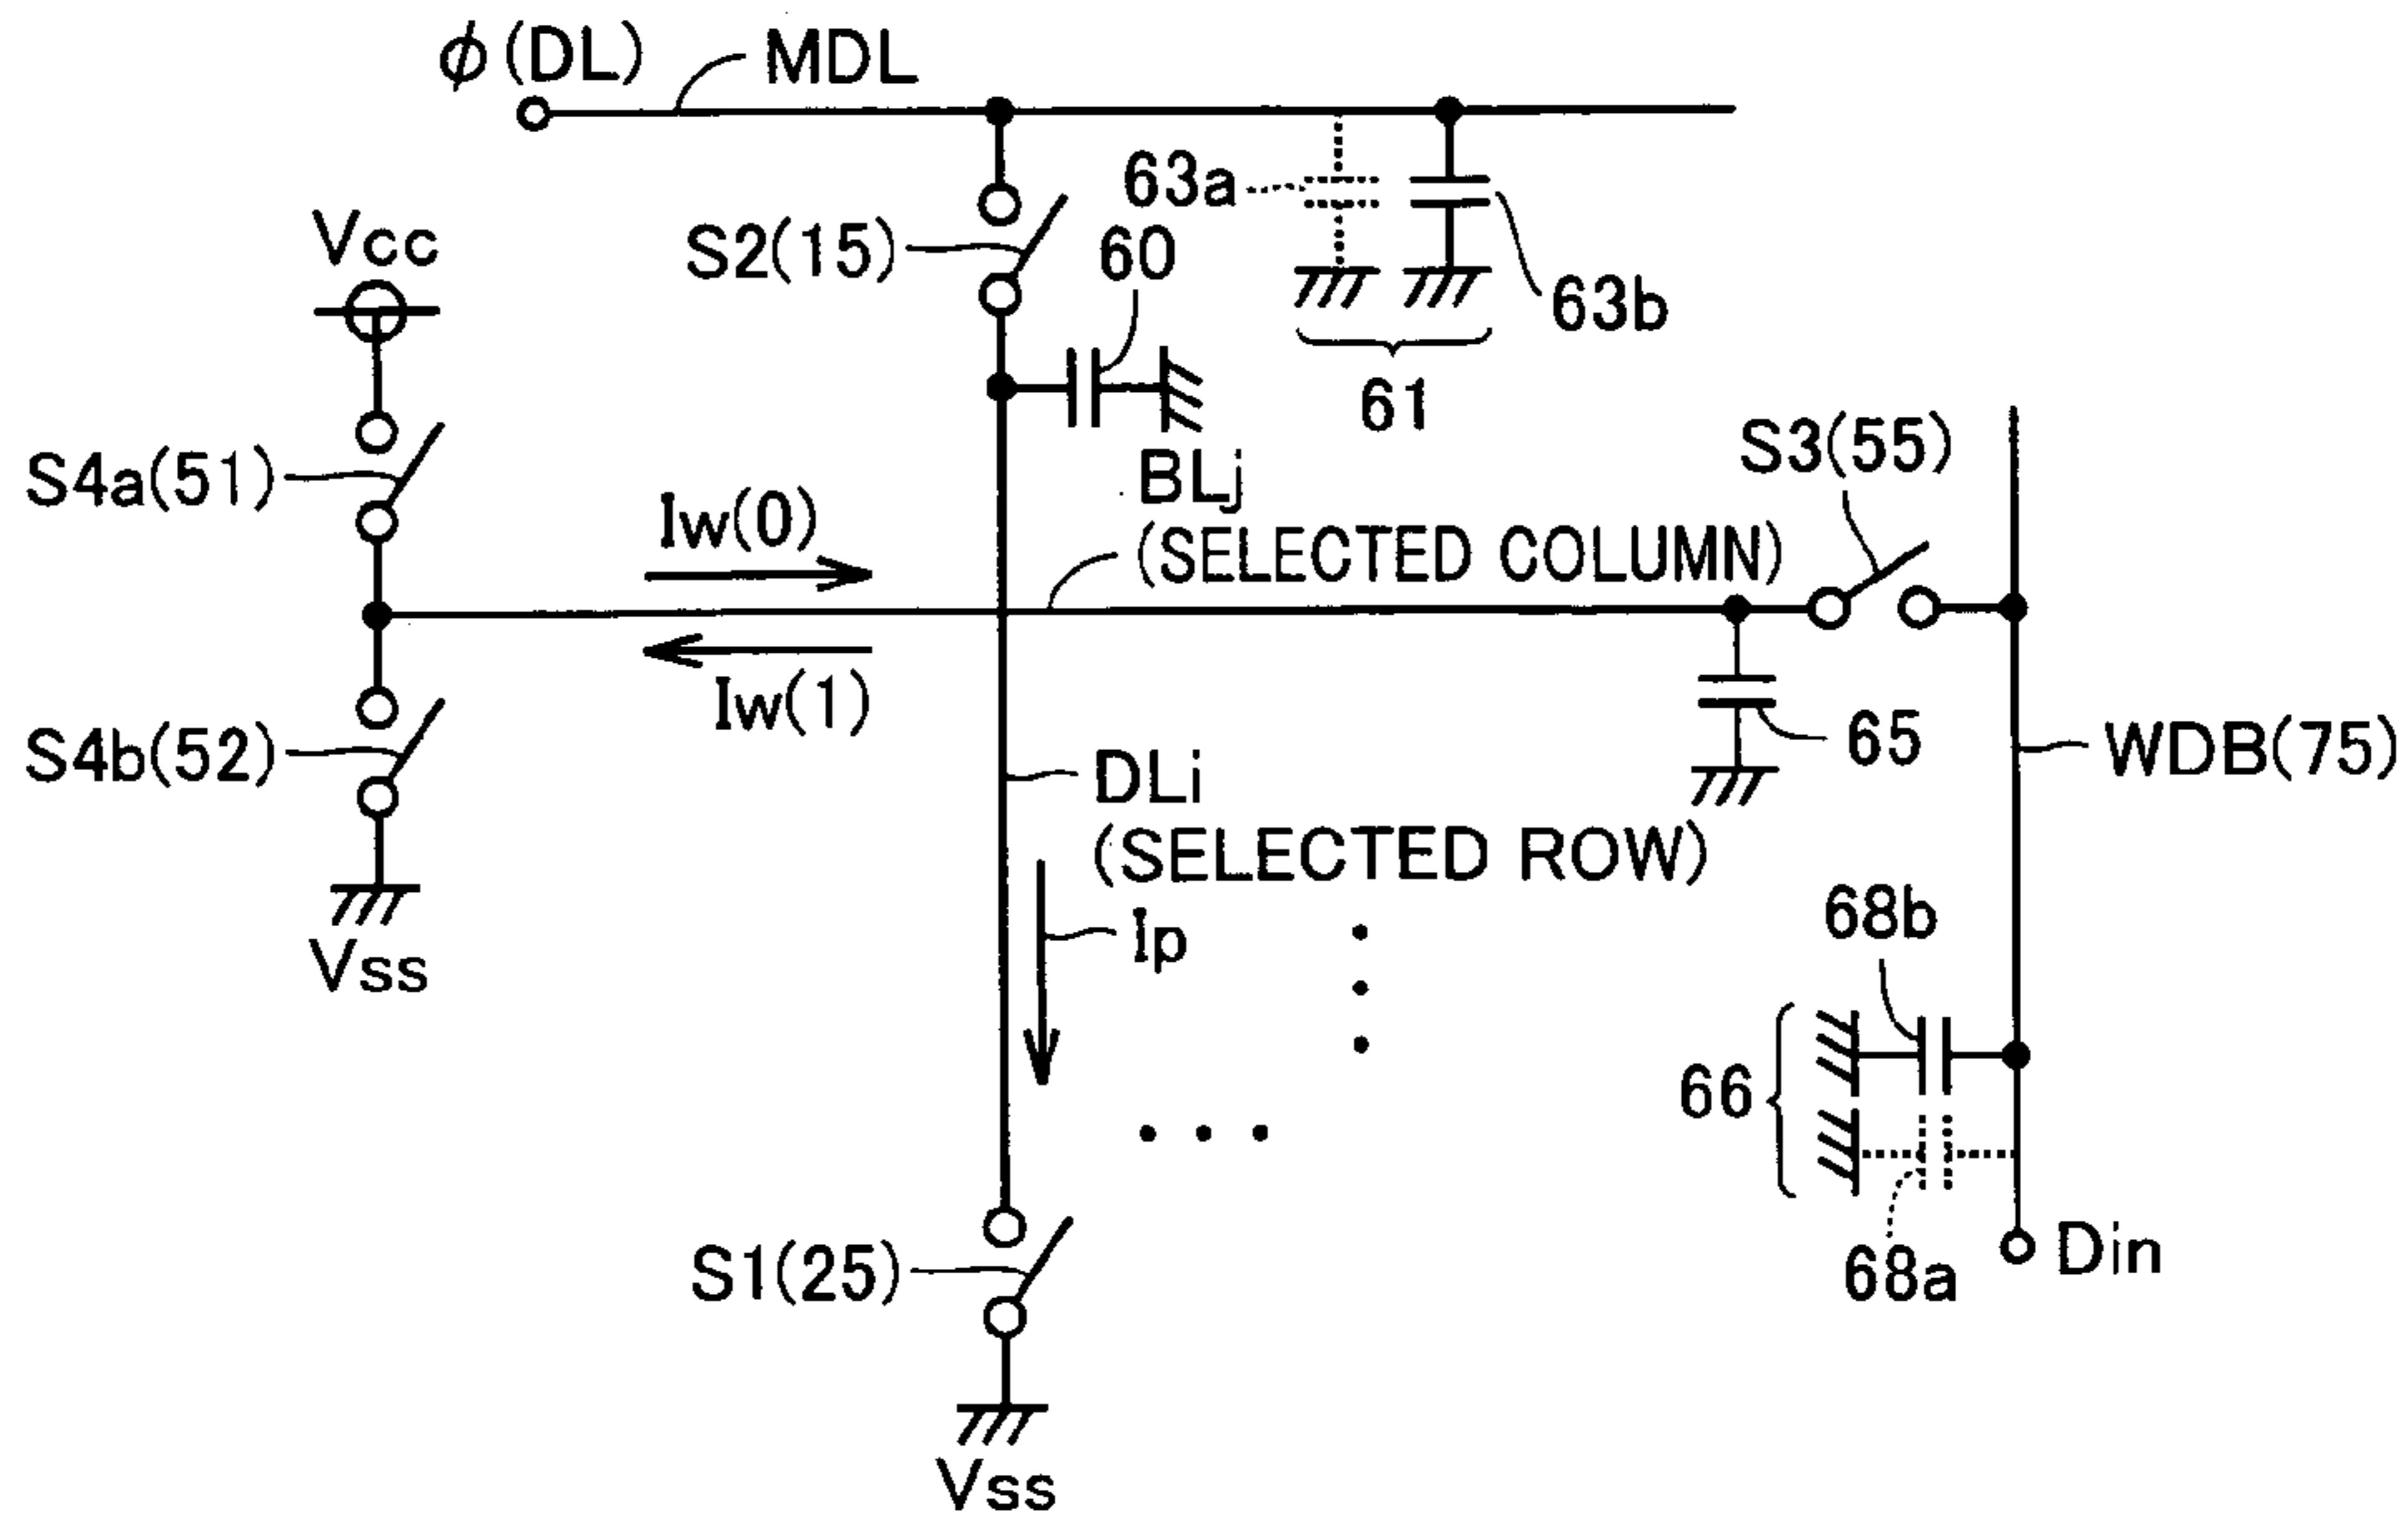 ϕ(DL)
MDL
63a
60
S2(15)
63b
Vcc
61
S3(55)
S4a(51)
BLj
Iw(0)
(SELECTED COLUMN)
Iw(1)
65
WDB(75)
S4b(52)
DLi
(SELECTED ROW)
68b
Ip
Vss
66
S1(25)
Din
68a
Vss